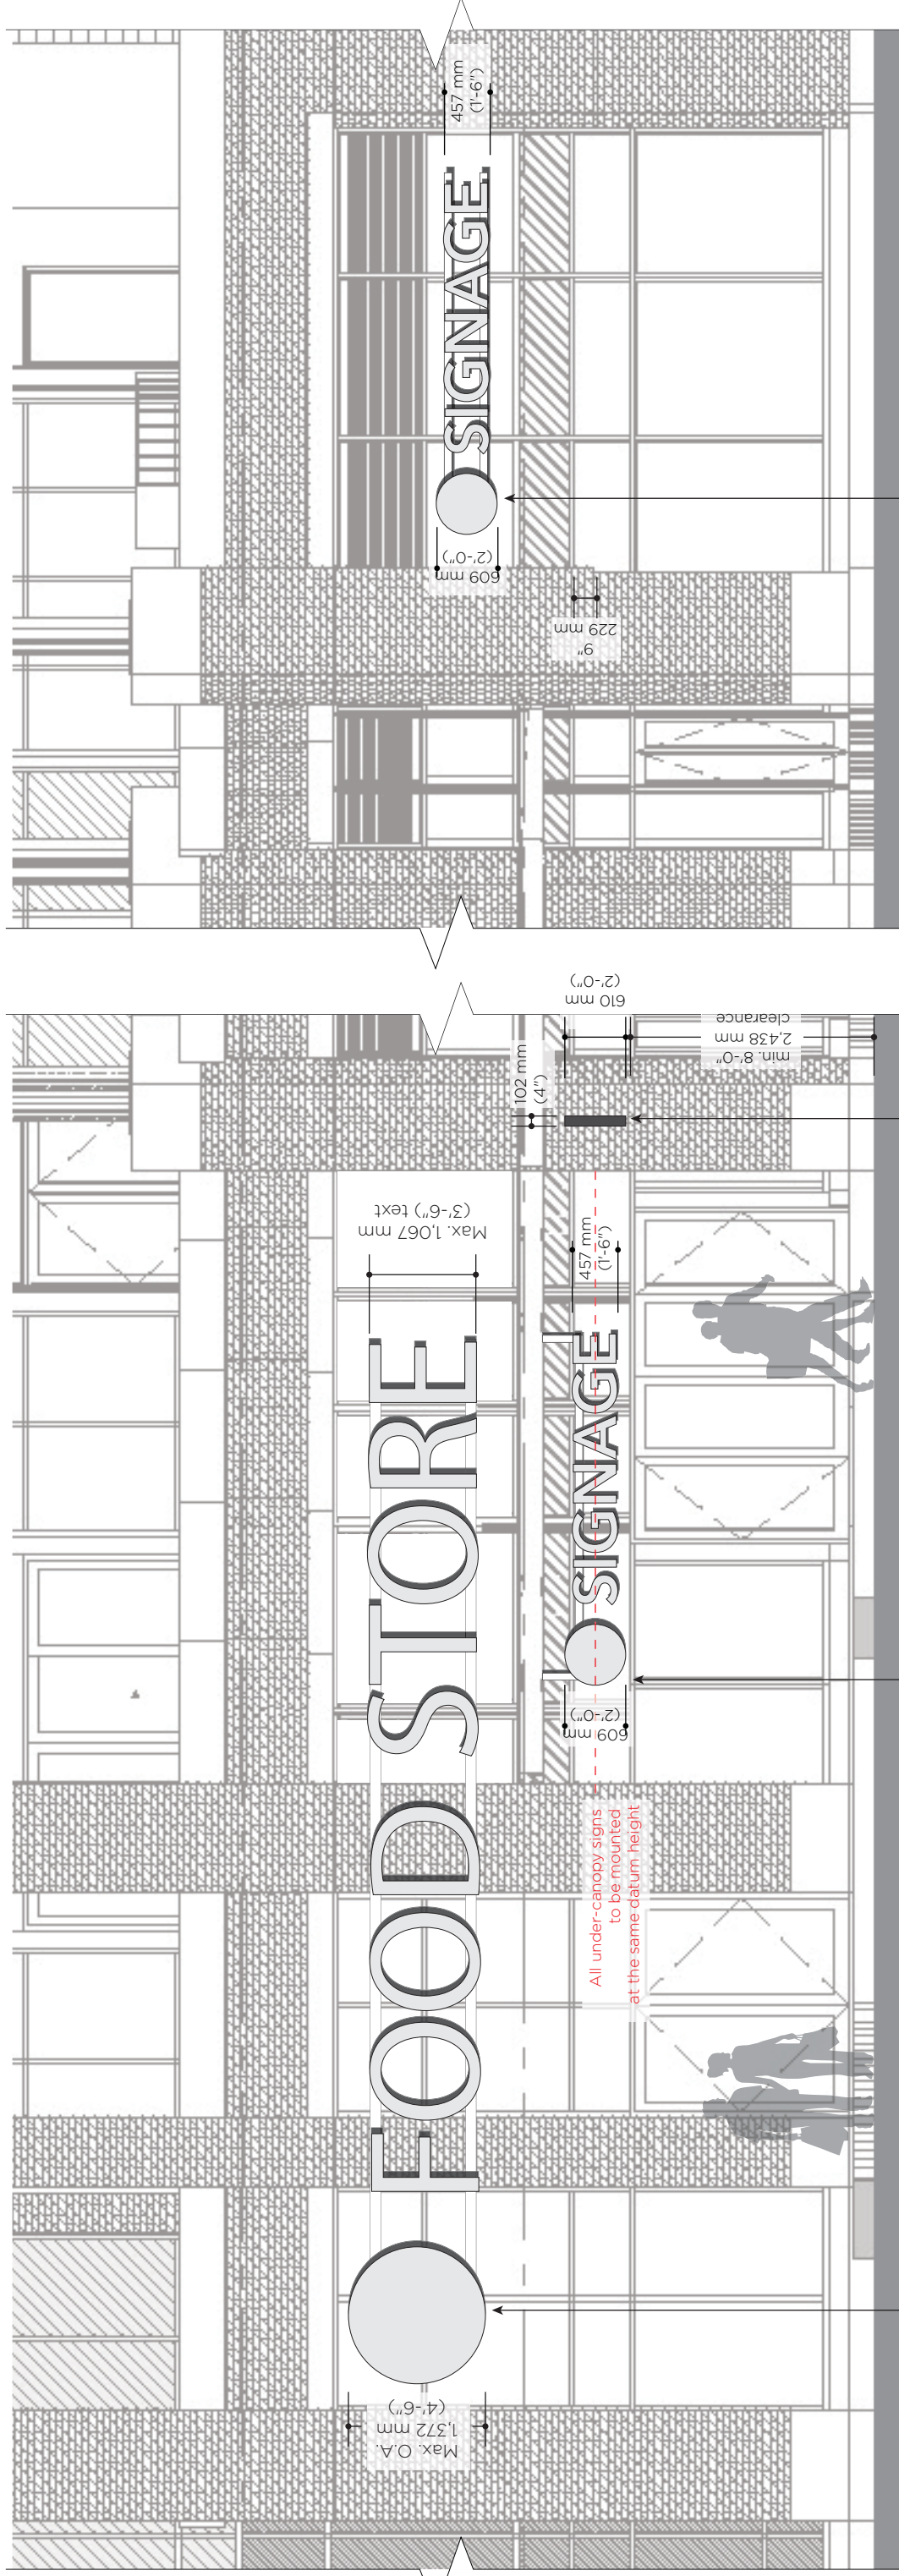 Max. O.A.
1,372 mm
(4'-6")
FOOD STORE
Max. 1,067 mm
(3'-6") text
All under-canopy signs
to be mounted
at the same datum height
609 mm
(2'-0")
SIGNAGE
457 mm
(1'-6")
102 mm
(4")
610 mm
(2'-0")
min. 8'-0"
2,438 mm
clearance
9"
229 mm
609 mm
(2'-0")
SIGNAGE
457 mm
(1'-6")